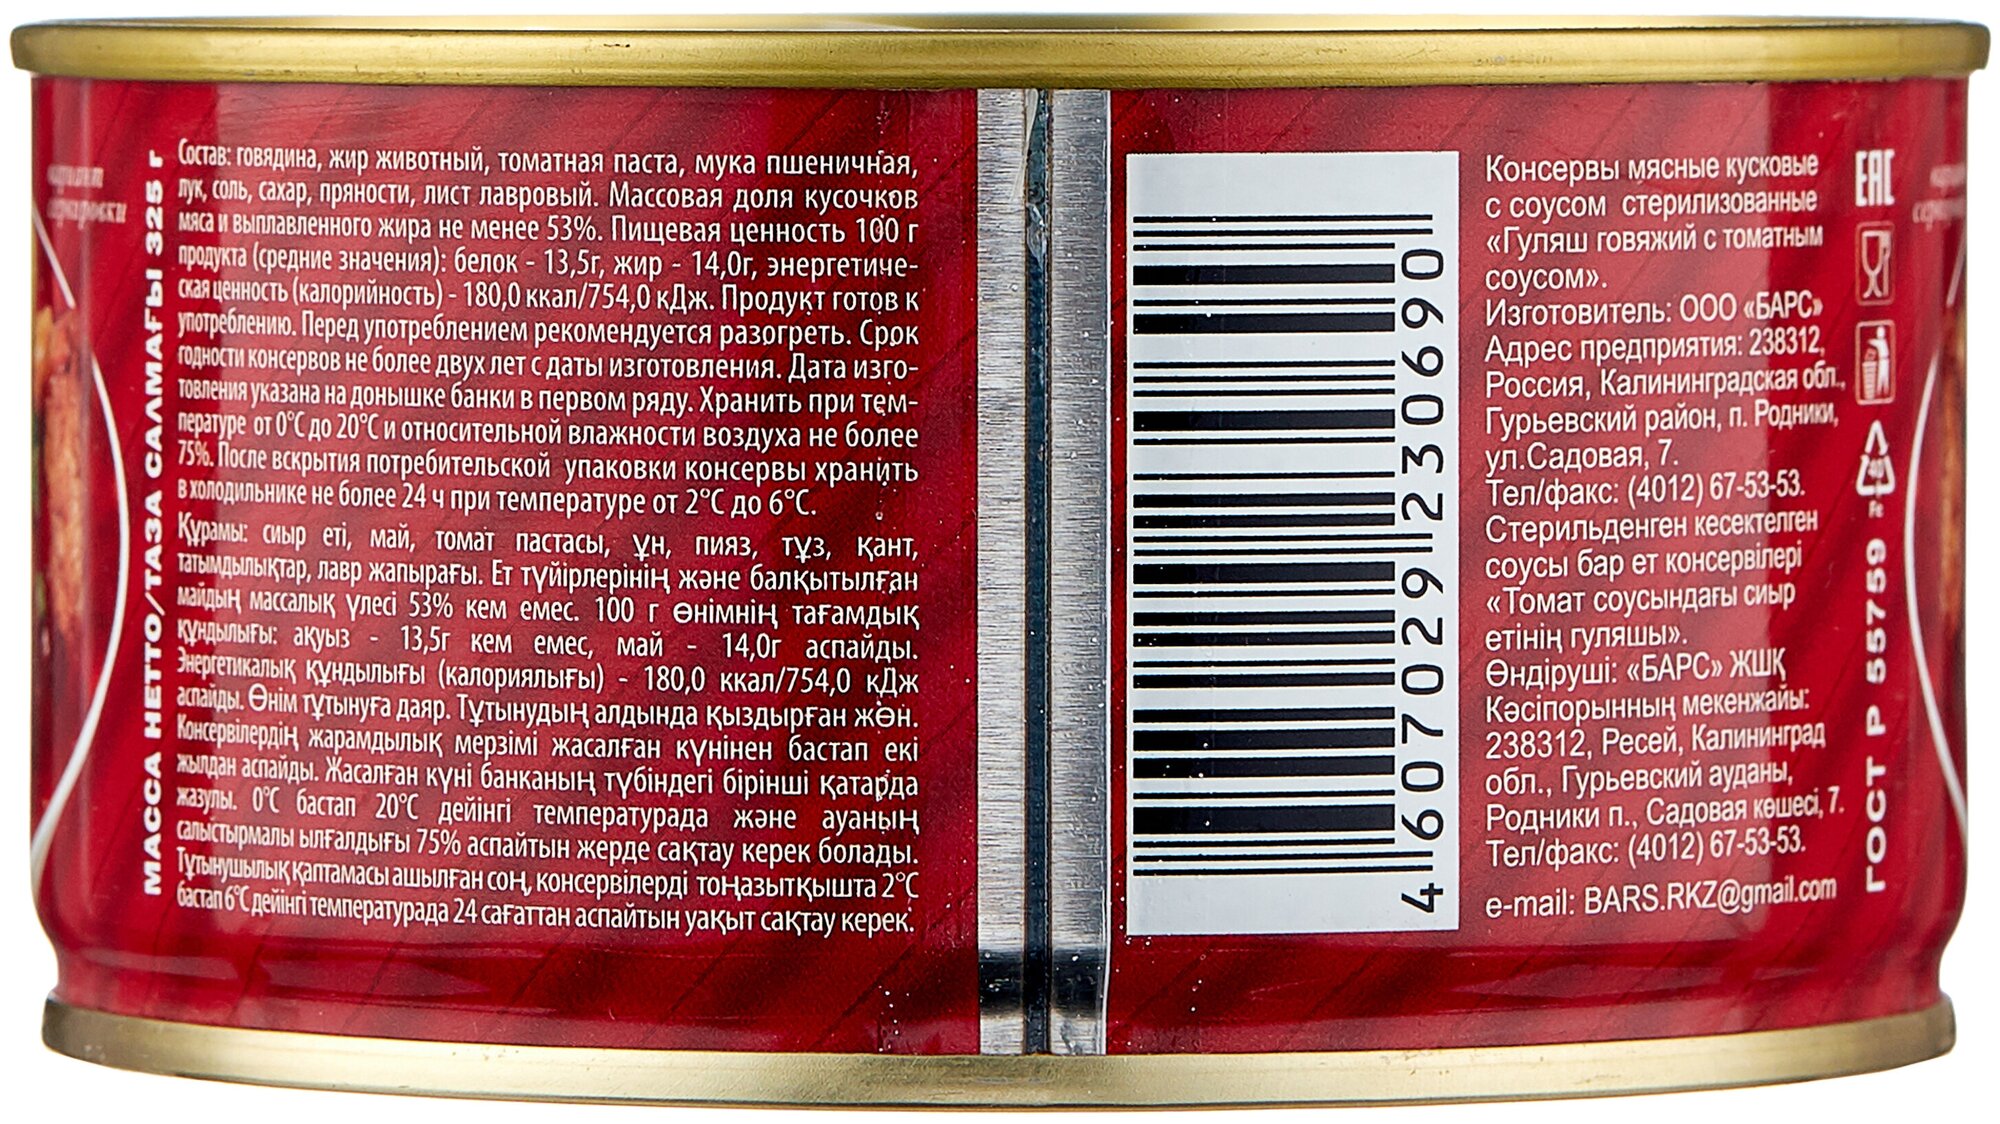 МАССА НЕТТО/ТАЗА САЛМАҒЫ 325 г
Состав: говядина, жир животный, томатная паста, мука пшеничная,
лук, соль, сахар, пряности, лист лавровый. Массовая доля кусочков
мяса и выплавленного жира не менее 53%. Пищевая ценность 100 г
продукта (средние значения): белок - 13,5г, жир - 14,0г, энергетиче-
ская ценность (калорийность) - 180,0 ккал/754,0 кДж. Продукт готов к
употреблению. Перед употреблением рекомендуется разогреть. Срок
годности консервов не более двух лет с даты изготовления. Дата изго-
товления указана на донышке банки в первом ряду. Хранить при тем-
пературе от 0°С до 20°С и относительной влажности воздуха не более
75%. После вскрытия потребительской упаковки консервы хранить
в холодильнике не более 24 ч при температуре от 2°С до 6°С.
Құрамы: сиыр еті, май, томат пастасы, ұн, пияз, тұз, қант,
татымдылықтар, лавр жапырағы. Ет түйірлерінің және балқытылған
майдың массалық үлесі 53% кем емес. 100 г өнімнің тағамдық
құндылығы: ақуыз - 13,5г кем емес, май - 14,0г аспайды.
Энергетикалық құндылығы (калориялығы) - 180,0 ккал/754,0 кДж
аспайды. Өнім тұтынуға даяр. Тұтынудың алдында қыздырған жөн.
Консервілердің жарамдылық мерзімі жасалған күнінен бастап екі
жылдан аспайды. Жасалған күні банканың түбіндегі бірінші қатарда
жазулы. 0°С бастап 20°С дейінгі температурада және ауаның
салыстырмалы ылғалдығы 75% аспайтын жерде сақтау керек болады.
Тұтынушылық қаптамасы ашылған соң, консервілерді тоңазытқышта 2°С
бастап 6°С дейінгі температурада 24 сағаттан аспайтын уақыт сақтау керек.
4 607029 230690
Консервы мясные кусковые
с соусом стерилизованные
«Гуляш говяжий с томатным
соусом».
Изготовитель: ООО «БАРС»
Адрес предприятия: 238312,
Россия, Калининградская обл.,
Гурьевский район, п. Родники,
ул.Садовая, 7.
Тел/факс: (4012) 67-53-53.
Стерильденген кесектелген
соусы бар ет консервілері
«Томат соусындағы сиыр
етінің гуляшы».
Өндіруші: «БАРС» ЖШҚ
Кәсіпорынның мекенжайы:
238312, Ресей, Калининград
обл., Гурьевский ауданы,
Родники п., Садовая көшесі, 7.
Тел/факс: (4012) 67-53-53.
e-mail: BARS.RKZ@gmail.com
EAC
40
Fe
ГОСТ Р 55759